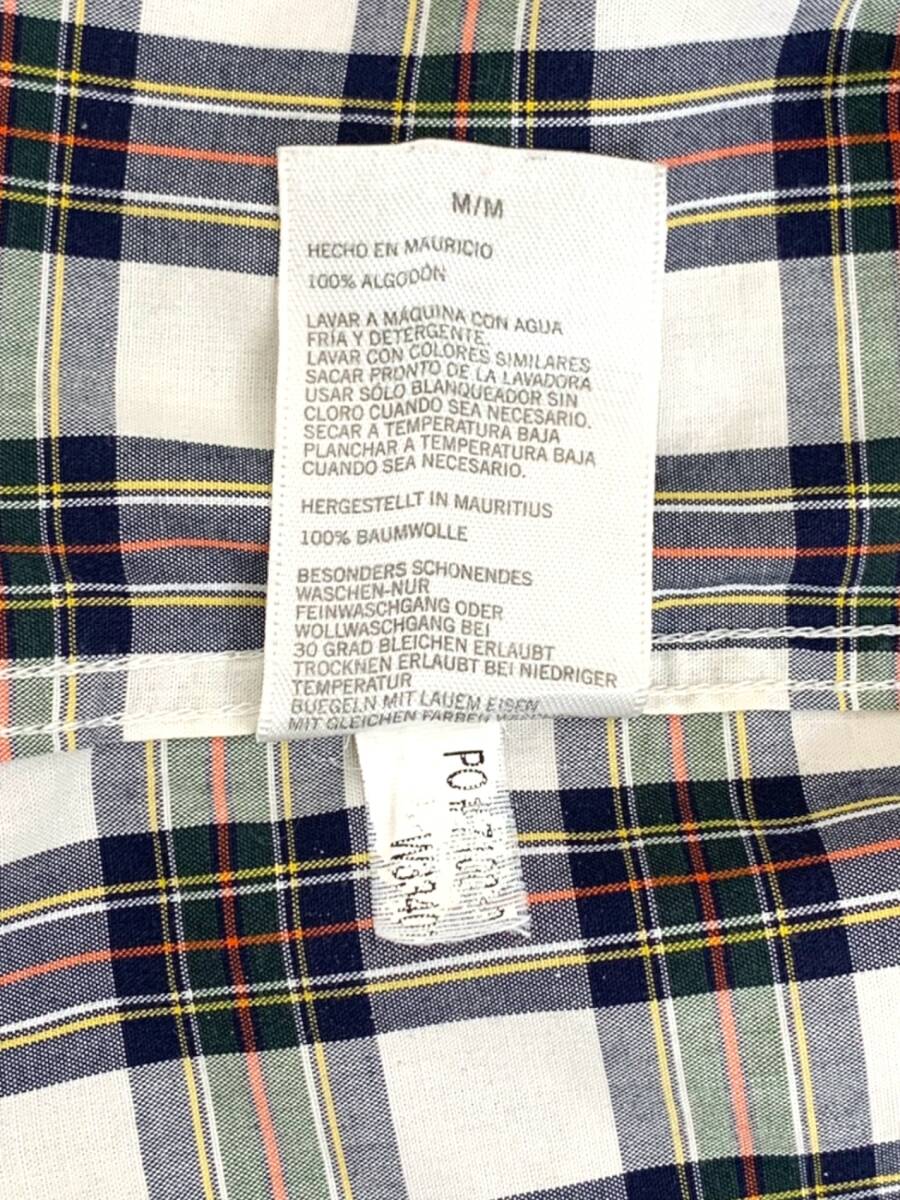 M/M
HECHO EN MAURICIO
100% ALGODÓN
LAVAR A MÁQUINA CON AGUA
FRÍA Y DETERGENTE.
LAVAR CON COLORES SIMILARES
SACAR PRONTO DE LA LAVADORA
USAR SÓLO BLANQUEADOR SIN
CLORO CUANDO SEA NECESARIO.
SECAR A TEMPERATURA BAJA
PLANCHAR A TEMPERATURA BAJA
CUANDO SEA NECESARIO.
HERGESTELLT IN MAURITIUS
100% BAUMWOLLE
BESONDERS SCHONENDES
WASCHEN-NUR
FEINWASCHGANG ODER
WOLLWASCHGANG BEI
30 GRAD BLEICHEN ERLAUBT
TROCKNEN ERLAUBT BEI NIEDRIGER
TEMPERATUR
BUEGELN MIT LAUEM EISEN
MIT GLEICHEN FARBEN